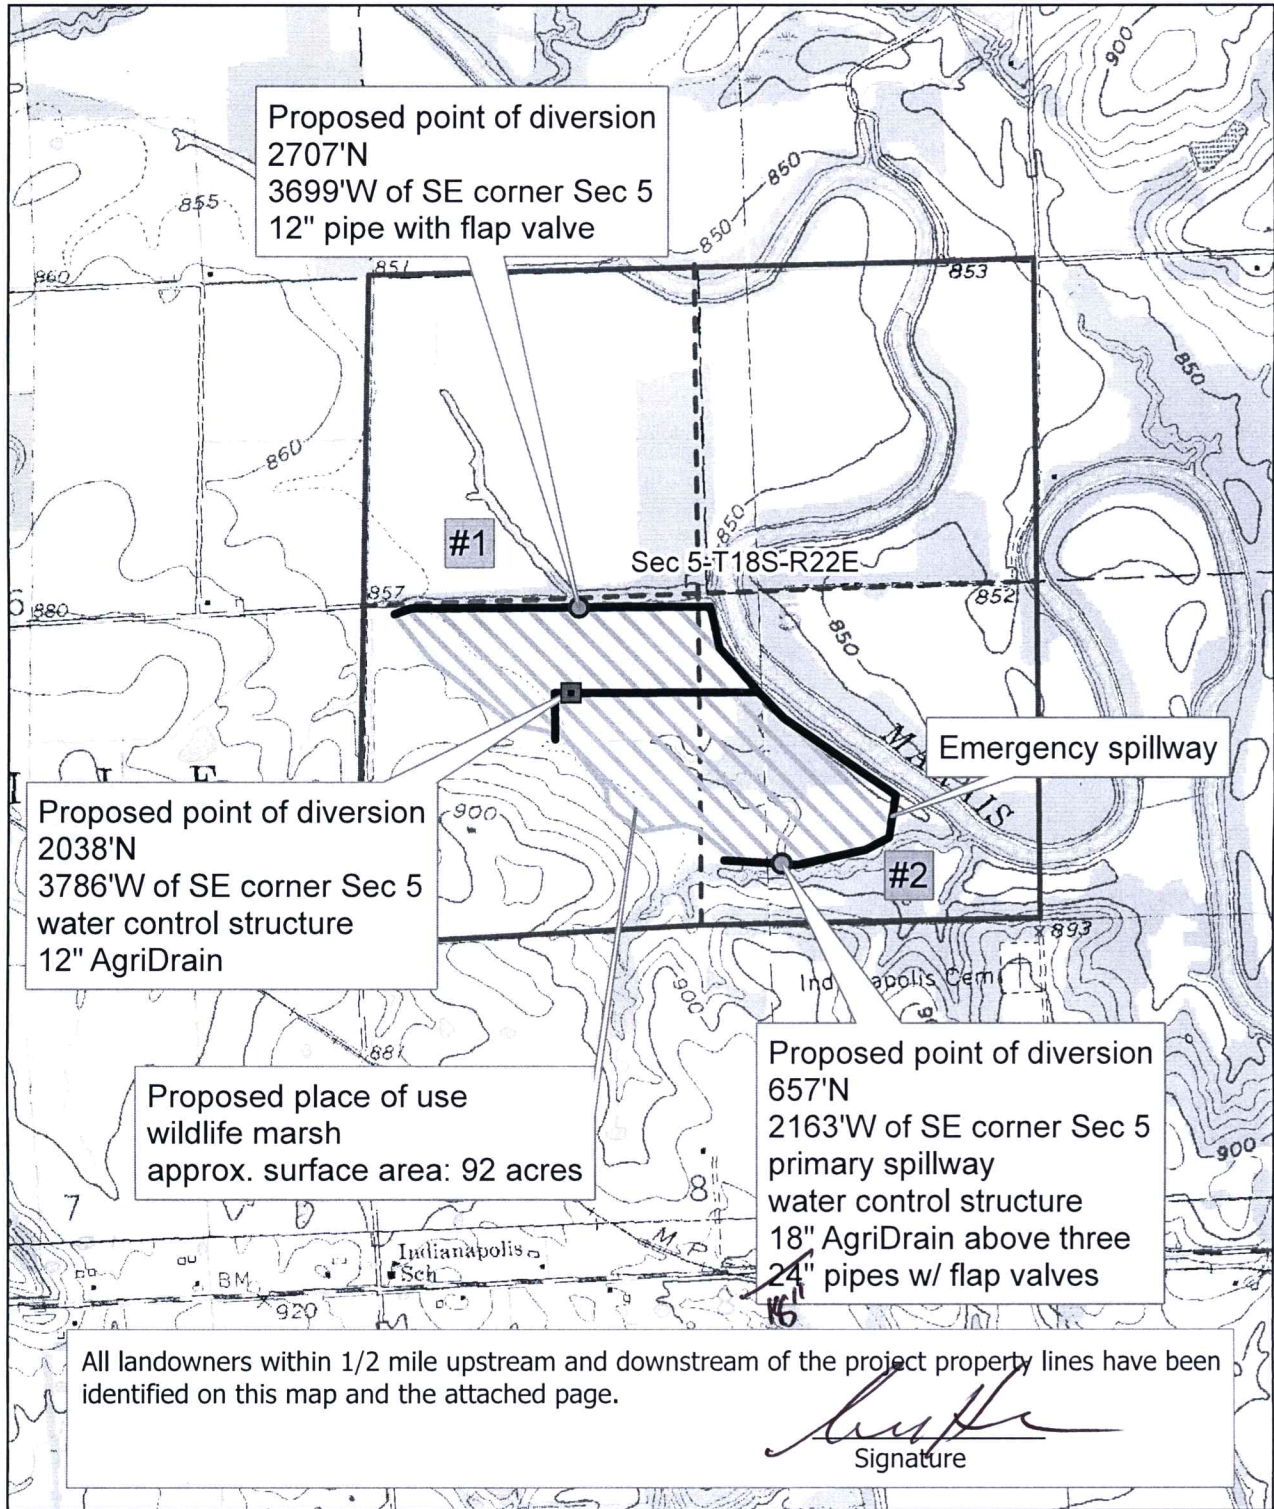 900
Proposed point of diversion
2707'N
3699'W of SE corner Sec 5
12" pipe with flap valve
850
855
850
860
851
853
850
860
#1
850
Sec 5-T18S-R22E
857
852
6
880
850
MARAIS
Emergency spillway
Proposed point of diversion
2038'N
3786'W of SE corner Sec 5
water control structure
12" AgriDrain
900
#2
893
Indianapolis Cem
900
881
Proposed place of use
wildlife marsh
approx. surface area: 92 acres
Proposed point of diversion
657'N
2163'W of SE corner Sec 5
primary spillway
water control structure
18" AgriDrain above three
24" pipes w/ flap valves
18"
900
7
8
Indianapolis
Sch
M P
BM
920
All landowners within 1/2 mile upstream and downstream of the project property lines have been
identified on this map and the attached page.
Signature